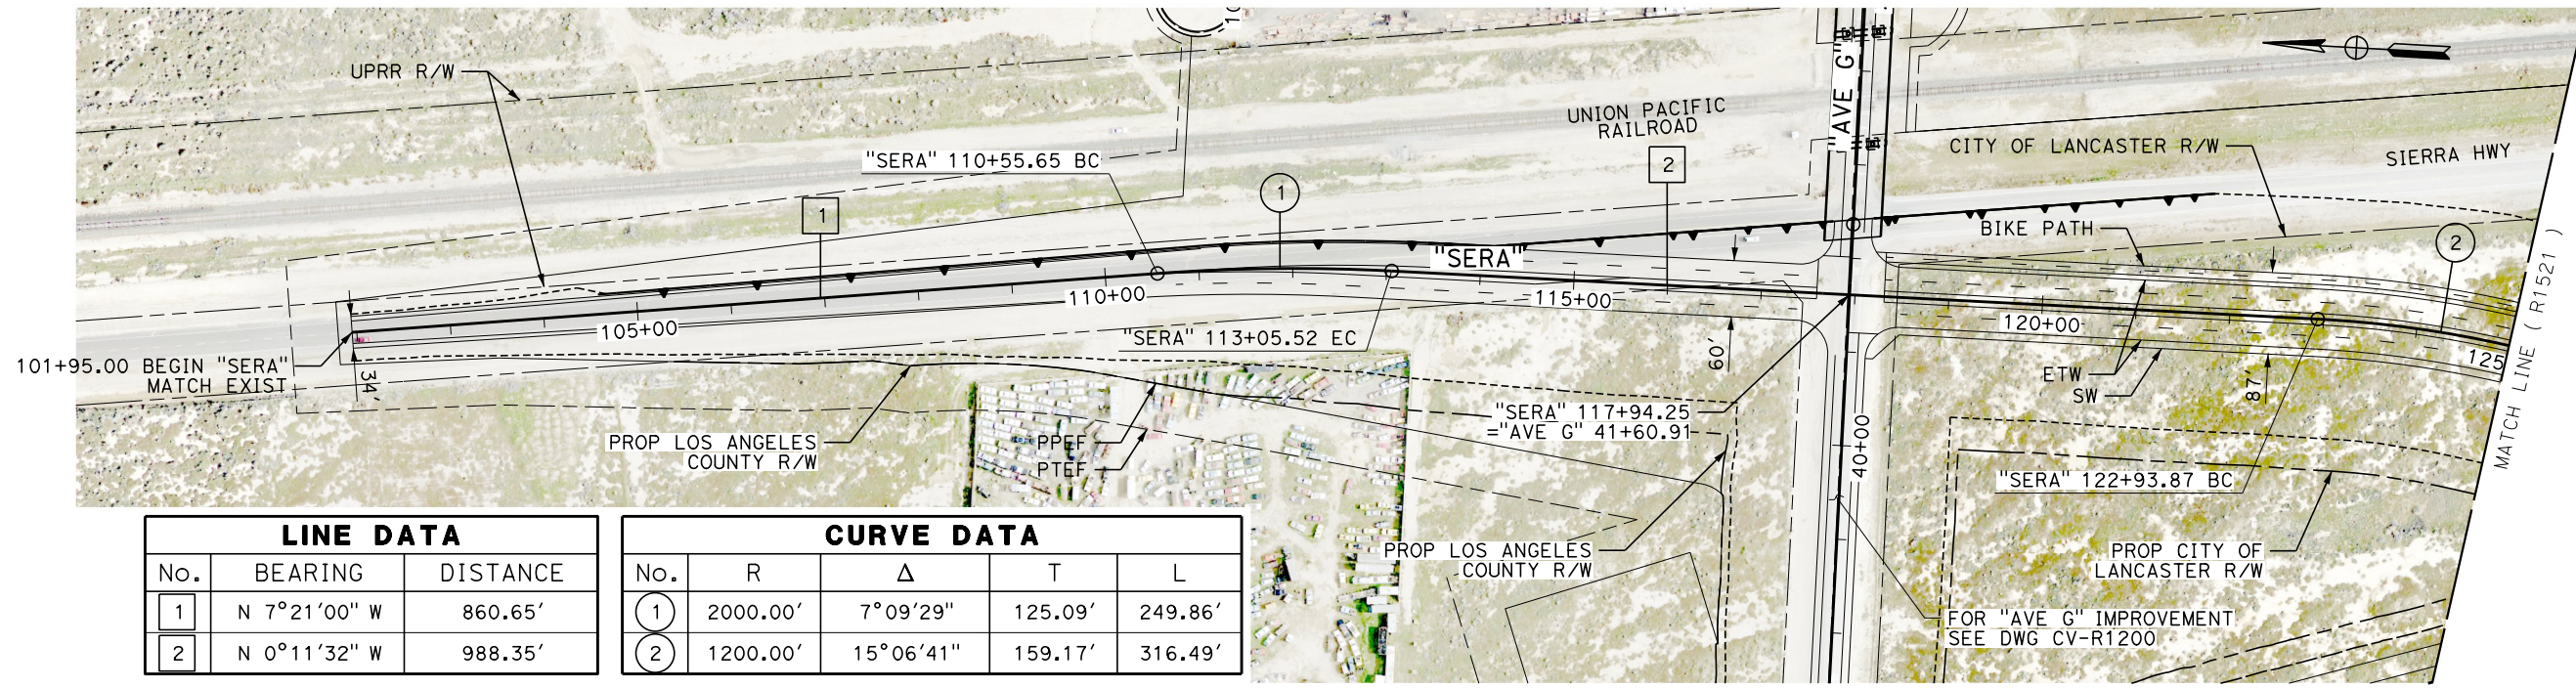 UPRR R/W
"SERA" 110+55.65 BC
1
1
UNION PACIFIC
RAILROAD
2
"AVE G"
CITY OF LANCASTER R/W
SIERRA HWY
BIKE PATH
2
"SERA"
105+00
110+00
115+00
120+00
125
"SERA" 113+05.52 EC
101+95.00 BEGIN "SERA"
MATCH EXIST
34'
60'
87'
ETW
SW
MATCH LINE ( R1521 )
"SERA" 117+94.25
="AVE G" 41+60.91
PROP LOS ANGELES
COUNTY R/W
PPEF
PTEF
40+00
"SERA" 122+93.87 BC
PROP LOS ANGELES
COUNTY R/W
PROP CITY OF
LANCASTER R/W
FOR "AVE G" IMPROVEMENT
SEE DWG CV-R1200
LINE DATA
No. BEARING DISTANCE
1 N 7°21'00" W 860.65'
2 N 0°11'32" W 988.35'
CURVE DATA
No. R Δ T L
1 2000.00' 7°09'29" 125.09' 249.86'
2 1200.00' 15°06'41" 159.17' 316.49'